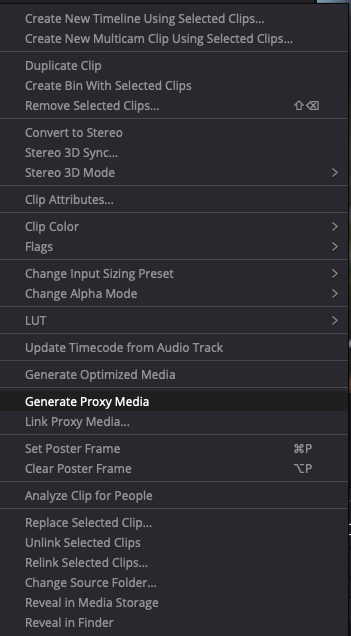 Create New Timeline Using Selected Clips...
Create New Multicam Clip Using Selected Clips...
Duplicate Clip
Create Bin With Selected Clips
Remove Selected Clips... ⇧⌫
Convert to Stereo
Stereo 3D Sync...
Stereo 3D Mode
Clip Attributes...
Clip Color
Flags
Change Input Sizing Preset
Change Alpha Mode
LUT
Update Timecode from Audio Track
Generate Optimized Media
Generate Proxy Media
Link Proxy Media...
Set Poster Frame ⌘P
Clear Poster Frame ⌥P
Analyze Clip for People
Replace Selected Clip...
Unlink Selected Clips
Relink Selected Clips...
Change Source Folder...
Reveal in Media Storage
Reveal in Finder